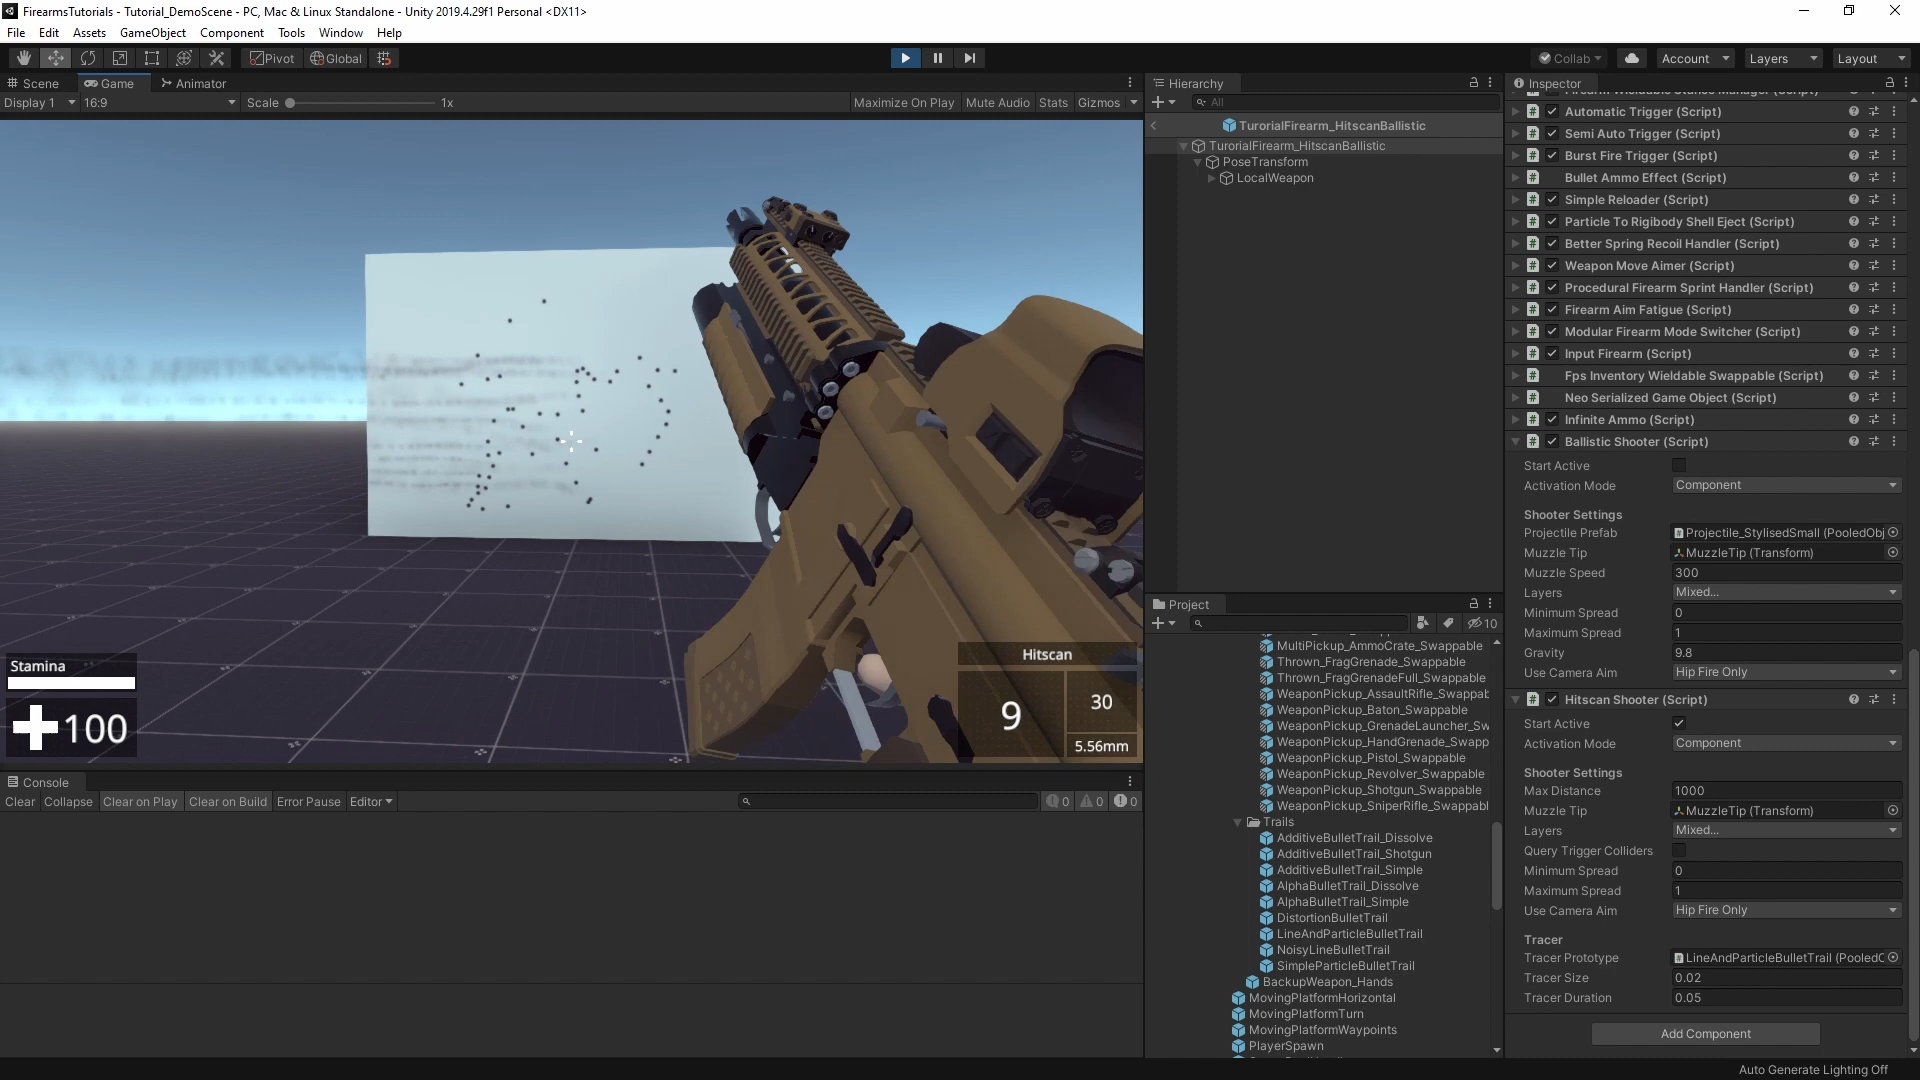 FirearmsTutorials - Tutorial_DemoScene - PC, Mac & Linux Standalone - Unity 2019.4.29f1 Personal <DX11>
File Edit Assets GameObject Component Tools Window Help
Pivot Global Collab Account Layers Layout
Scene Game Animator
Display 1 16:9 Scale 1x Maximize On Play Mute Audio Stats Gizmos
Stamina
100
Hitscan
9
30
5.56mm
Console
Clear Collapse Clear on Play Clear on Build Error Pause Editor 0 0 0
Hierarchy
All
TurorialFirearm_HitscanBallistic
TurorialFirearm_HitscanBallistic
PoseTransform
LocalWeapon
Project
10
MultiPickup_AmmoCrate_Swappable
Thrown_FragGrenade_Swappable
Thrown_FragGrenadeFull_Swappable
WeaponPickup_AssaultRifle_Swappab
WeaponPickup_Baton_Swappable
WeaponPickup_GrenadeLauncher_Sw
WeaponPickup_HandGrenade_Swapp
WeaponPickup_Pistol_Swappable
WeaponPickup_Revolver_Swappable
WeaponPickup_Shotgun_Swappable
WeaponPickup_SniperRifle_Swappabl
Trails
AdditiveBulletTrail_Dissolve
AdditiveBulletTrail_Shotgun
AdditiveBulletTrail_Simple
AlphaBulletTrail_Dissolve
AlphaBulletTrail_Simple
DistortionBulletTrail
LineAndParticleBulletTrail
NoisyLineBulletTrail
SimpleParticleBulletTrail
BackupWeapon_Hands
MovingPlatformHorizontal
MovingPlatformTurn
MovingPlatformWaypoints
PlayerSpawn
Inspector
Automatic Trigger (Script)
Semi Auto Trigger (Script)
Burst Fire Trigger (Script)
Bullet Ammo Effect (Script)
Simple Reloader (Script)
Particle To Rigibody Shell Eject (Script)
Better Spring Recoil Handler (Script)
Weapon Move Aimer (Script)
Procedural Firearm Sprint Handler (Script)
Firearm Aim Fatigue (Script)
Modular Firearm Mode Switcher (Script)
Input Firearm (Script)
Fps Inventory Wieldable Swappable (Script)
Neo Serialized Game Object (Script)
Infinite Ammo (Script)
Ballistic Shooter (Script)
Start Active
Activation Mode Component
Shooter Settings
Projectile Prefab Projectile_StylisedSmall (PooledObj
Muzzle Tip MuzzleTip (Transform)
Muzzle Speed 300
Layers Mixed...
Minimum Spread 0
Maximum Spread 1
Gravity 9.8
Use Camera Aim Hip Fire Only
Hitscan Shooter (Script)
Start Active
Activation Mode Component
Shooter Settings
Max Distance 1000
Muzzle Tip MuzzleTip (Transform)
Layers Mixed...
Query Trigger Colliders
Minimum Spread 0
Maximum Spread 1
Use Camera Aim Hip Fire Only
Tracer
Tracer Prototype LineAndParticleBulletTrail (PooledO
Tracer Size 0.02
Tracer Duration 0.05
Add Component
Auto Generate Lighting Off